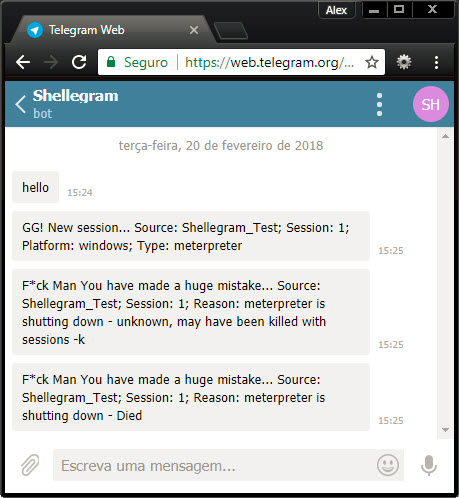 Alex
Telegram Web
Seguro
https://web.telegram.org/...
Shellegram
bot
SH
terça-feira, 20 de fevereiro de 2018
hello
15:24
GG! New session... Source: Shellegram_Test; Session: 1;
Platform: windows; Type: meterpreter
15:25
F*ck Man You have made a huge mistake... Source:
Shellegram_Test; Session: 1; Reason: meterpreter is
shutting down - unknown, may have been killed with
sessions -k
15:25
F*ck Man You have made a huge mistake... Source:
Shellegram_Test; Session: 1; Reason: meterpreter is
shutting down - Died
15:25
Escreva uma mensagem...